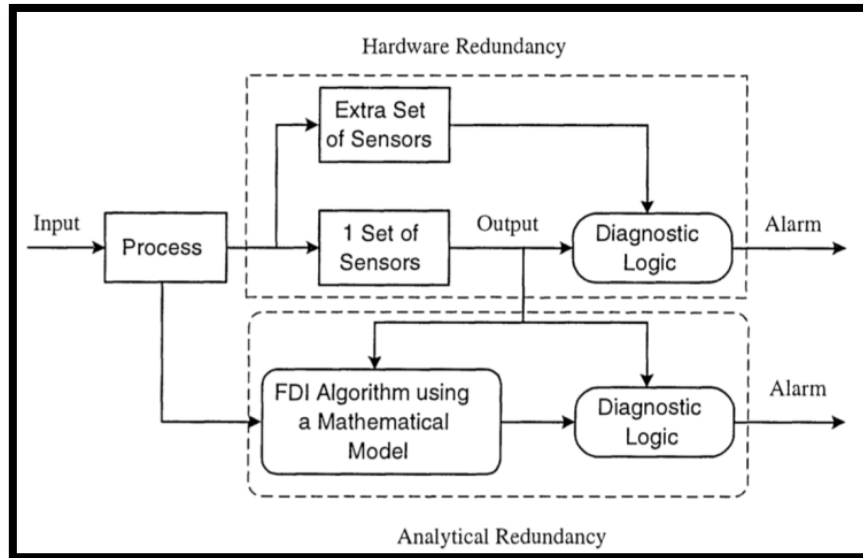 Hardware Redundancy
Extra Set
of Sensors
Input
Process
1 Set of
Sensors
Output
Diagnostic
Logic
Alarm
FDI Algorithm using
a Mathematical
Model
Diagnostic
Logic
Alarm
Analytical Redundancy